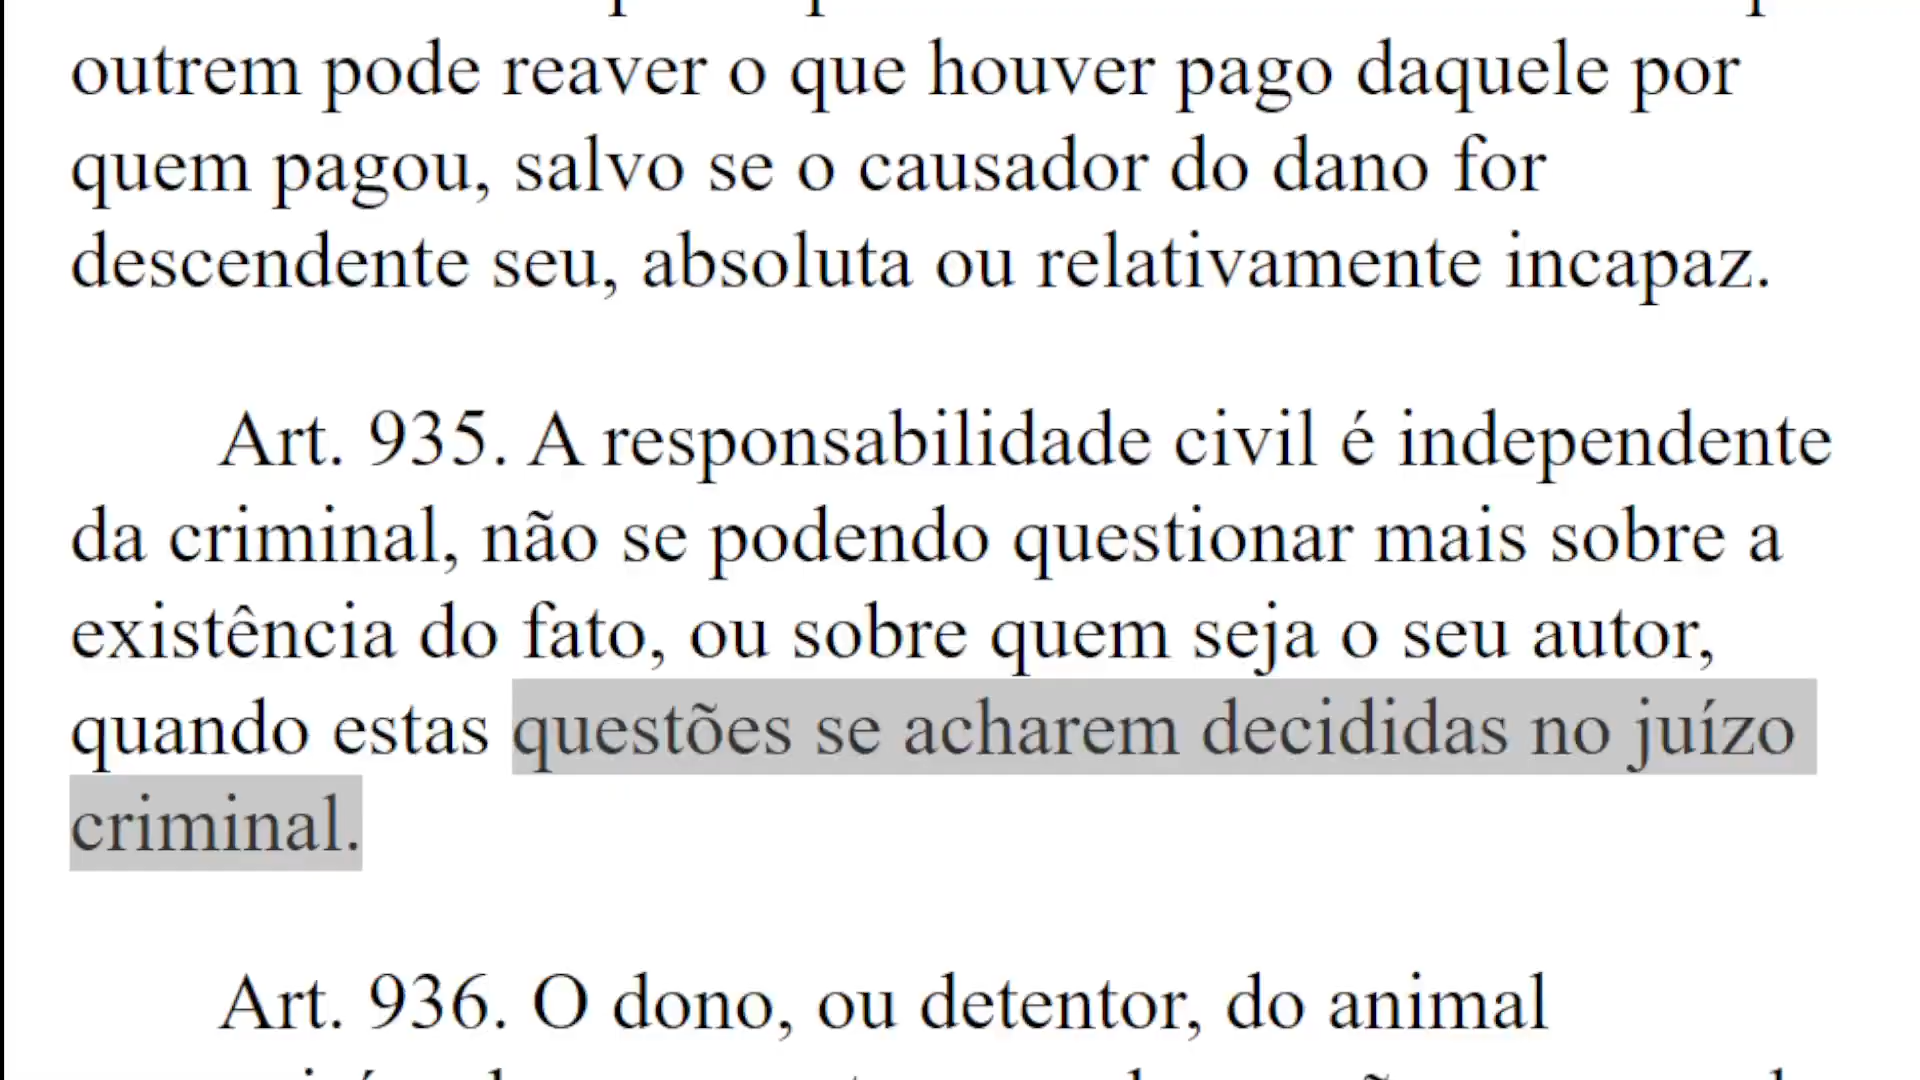 outrem pode reaver o que houver pago daquele por
quem pagou, salvo se o causador do dano for
descendente seu, absoluta ou relativamente incapaz.
Art. 935. A responsabilidade civil é independente
da criminal, não se podendo questionar mais sobre a
existência do fato, ou sobre quem seja o seu autor,
quando estas questões se acharem decididas no juízo
criminal.
Art. 936. O dono, ou detentor, do animal